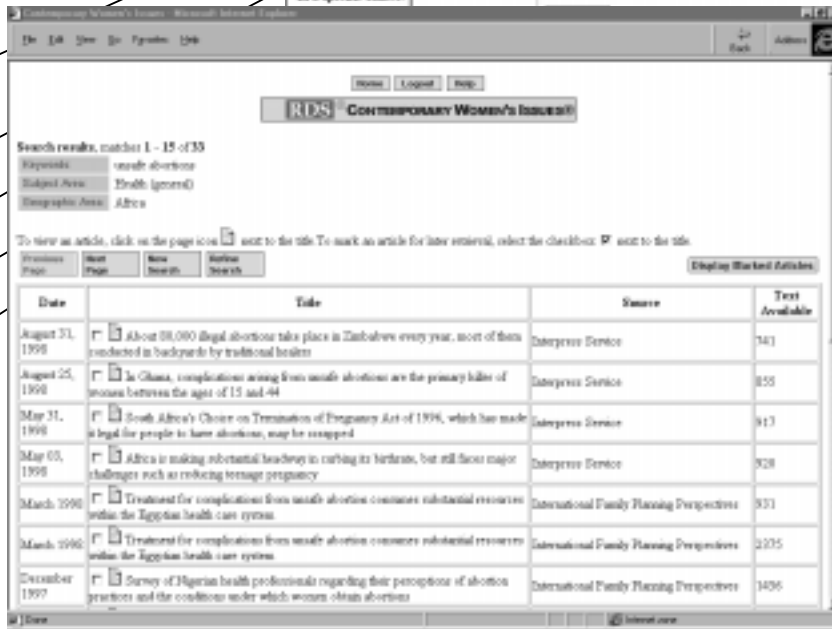 Contemporary Women's Issues - Microsoft Internet Explorer
File Edit View Go Favorites Help
Back Address
Home Logout Help
RDS CONTEMPORARY WOMEN'S ISSUES®
Search results, matches 1 - 15 of 33
Keywords: unsafe abortions
Subject Area: Health (general)
Geographic Area: Africa
To view an article, click on the page icon next to the title. To mark an article for later retrieval, select the checkbox next to the title.
Previous Page Next Page New Search Refine Search Display Marked Articles
Date Title Source Text Available
August 31, 1998 About 80,000 illegal abortions take place in Zimbabwe every year, most of them
conducted in backyards by traditional healers Interpress Service 741
August 25, 1998 In Ghana, complications arising from unsafe abortions are the primary killer of
women between the ages of 15 and 44 Interpress Service 855
May 31, 1998 South Africa's Choice on Termination of Pregnancy Act of 1996, which has made
it legal for people to have abortions, may be scrapped Interpress Service 917
May 03, 1998 Africa is making substantial headway in curbing its birthrate, but still faces major
challenges such as reducing teenage pregnancy Interpress Service 920
March 1998 Treatment for complications from unsafe abortion consumes substantial resources
within the Egyptian health care system International Family Planning Perspectives 931
March 1998 Treatment for complications from unsafe abortion consumes substantial resources
within the Egyptian health care system International Family Planning Perspectives 2375
December 1997 Survey of Nigerian health professionals regarding their perceptions of abortion
practices and the conditions under which women obtain abortions International Family Planning Perspectives 1496
Done Internet zone